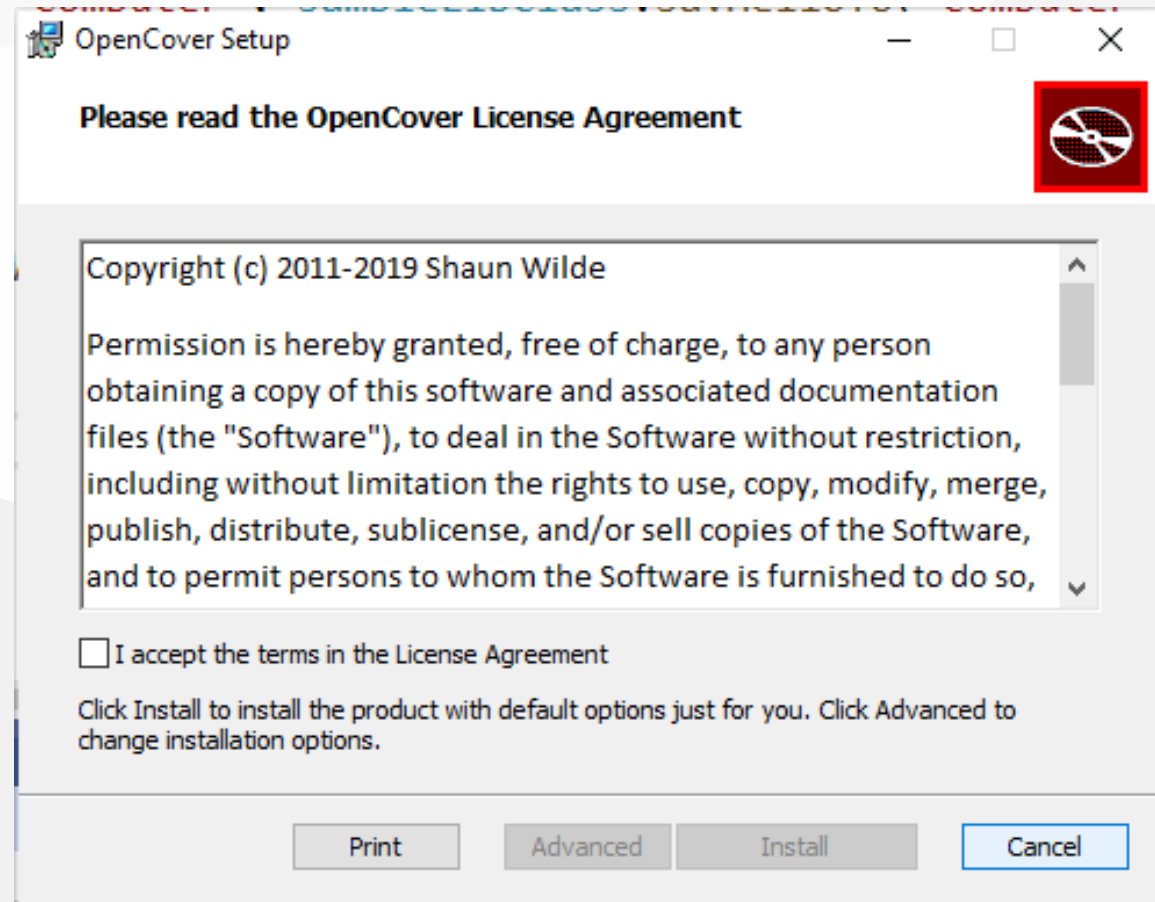 OpenCover Setup
Please read the OpenCover License Agreement
Copyright (c) 2011-2019 Shaun Wilde
Permission is hereby granted, free of charge, to any person
obtaining a copy of this software and associated documentation
files (the "Software"), to deal in the Software without restriction,
including without limitation the rights to use, copy, modify, merge,
publish, distribute, sublicense, and/or sell copies of the Software,
and to permit persons to whom the Software is furnished to do so,
I accept the terms in the License Agreement
Click Install to install the product with default options just for you. Click Advanced to
change installation options.
Print Advanced Install Cancel